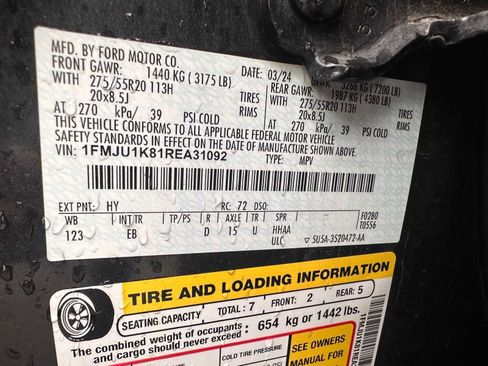 MFD. BY FORD MOTOR CO.
03/24
3266 KG (7200 LB)
FRONT GAWR: 1440 KG (3175 LB)
REAR GAWR: 1987 KG (4380 LB)
WITH 275/55R20 113H TIRES
WITH 275/55R20 113H TIRES
20x8.5J
20x8.5J
AT 270 kPa/ 39 PSI COLD
AT 270 kPa/ 39 PSI COLD
THIS VEHICLE CONFORMS TO ALL APPLICABLE FEDERAL MOTOR VEHICLE
SAFETY STANDARDS IN EFFECT ON THE DATE OF MANUFACTURE SHOWN ABOVE.
VIN: 1FMJU1K81REA31092
TYPE: MPV
EXT PNT: HY RC: 72 DSO:
WB INT TR TP/PS R AXLE TR SPR
F0280
123 EB D 15 U HHAA
T0556
ULC 5U5A-3520472-AA
TIRE AND LOADING INFORMATION
SEATING CAPACITY TOTAL: 7 FRONT: 2 REAR: 5
The combined weight of occupants and cargo should never exceed: 654 kg or 1442 lbs.
COLD TIRE PRESSURE
SEE OWNERS
MANUAL FOR